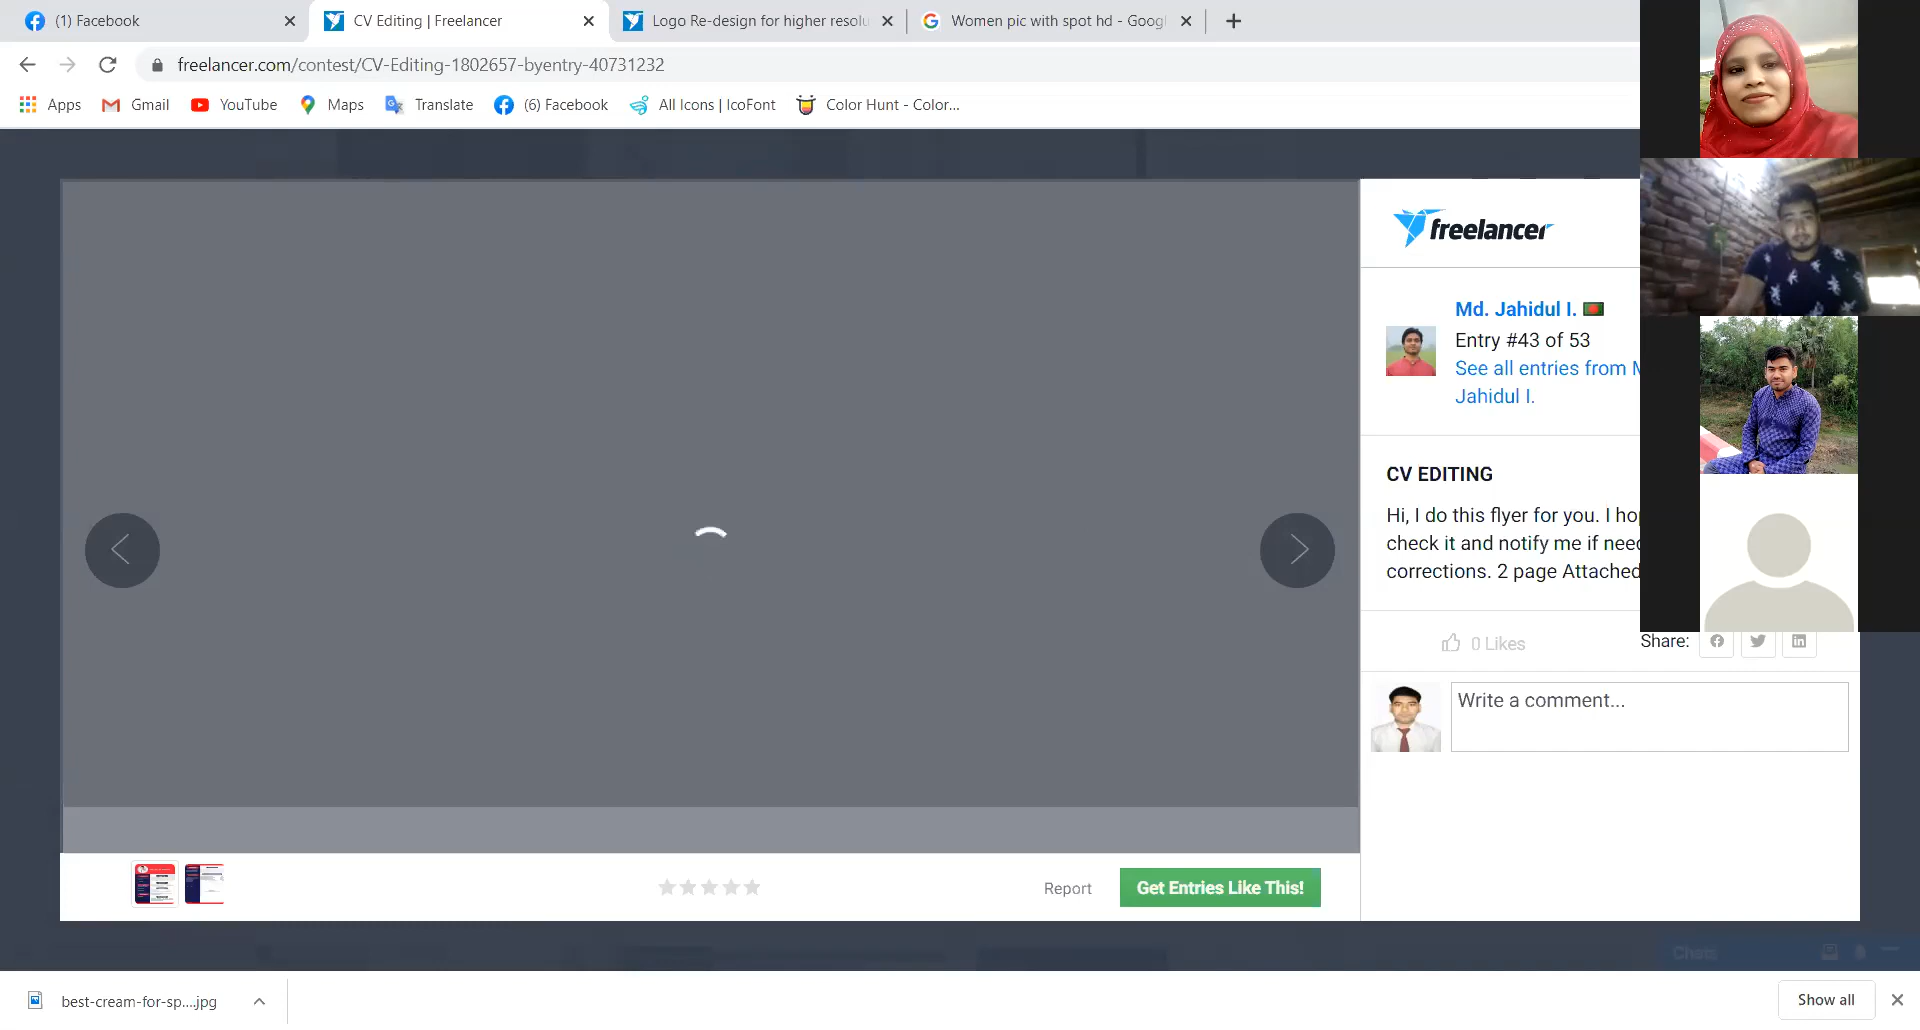 (1) Facebook
CV Editing | Freelancer
Logo Re-design for higher resolu
Women pic with spot hd - Goog
freelancer.com/contest/CV-Editing-1802657-byentry-40731232
Apps
Gmail
YouTube
Maps
Translate
(6) Facebook
All Icons | IcoFont
Color Hunt - Color...
freelancer
Md. Jahidul I.
Entry #43 of 53
See all entries from M
Jahidul I.
CV EDITING
Hi, I do this flyer for you. I ho
check it and notify me if need
corrections. 2 page Attached
0 Likes
Share:
Write a comment...
Report
Get Entries Like This!
Chats
best-cream-for-sp....jpg
Show all